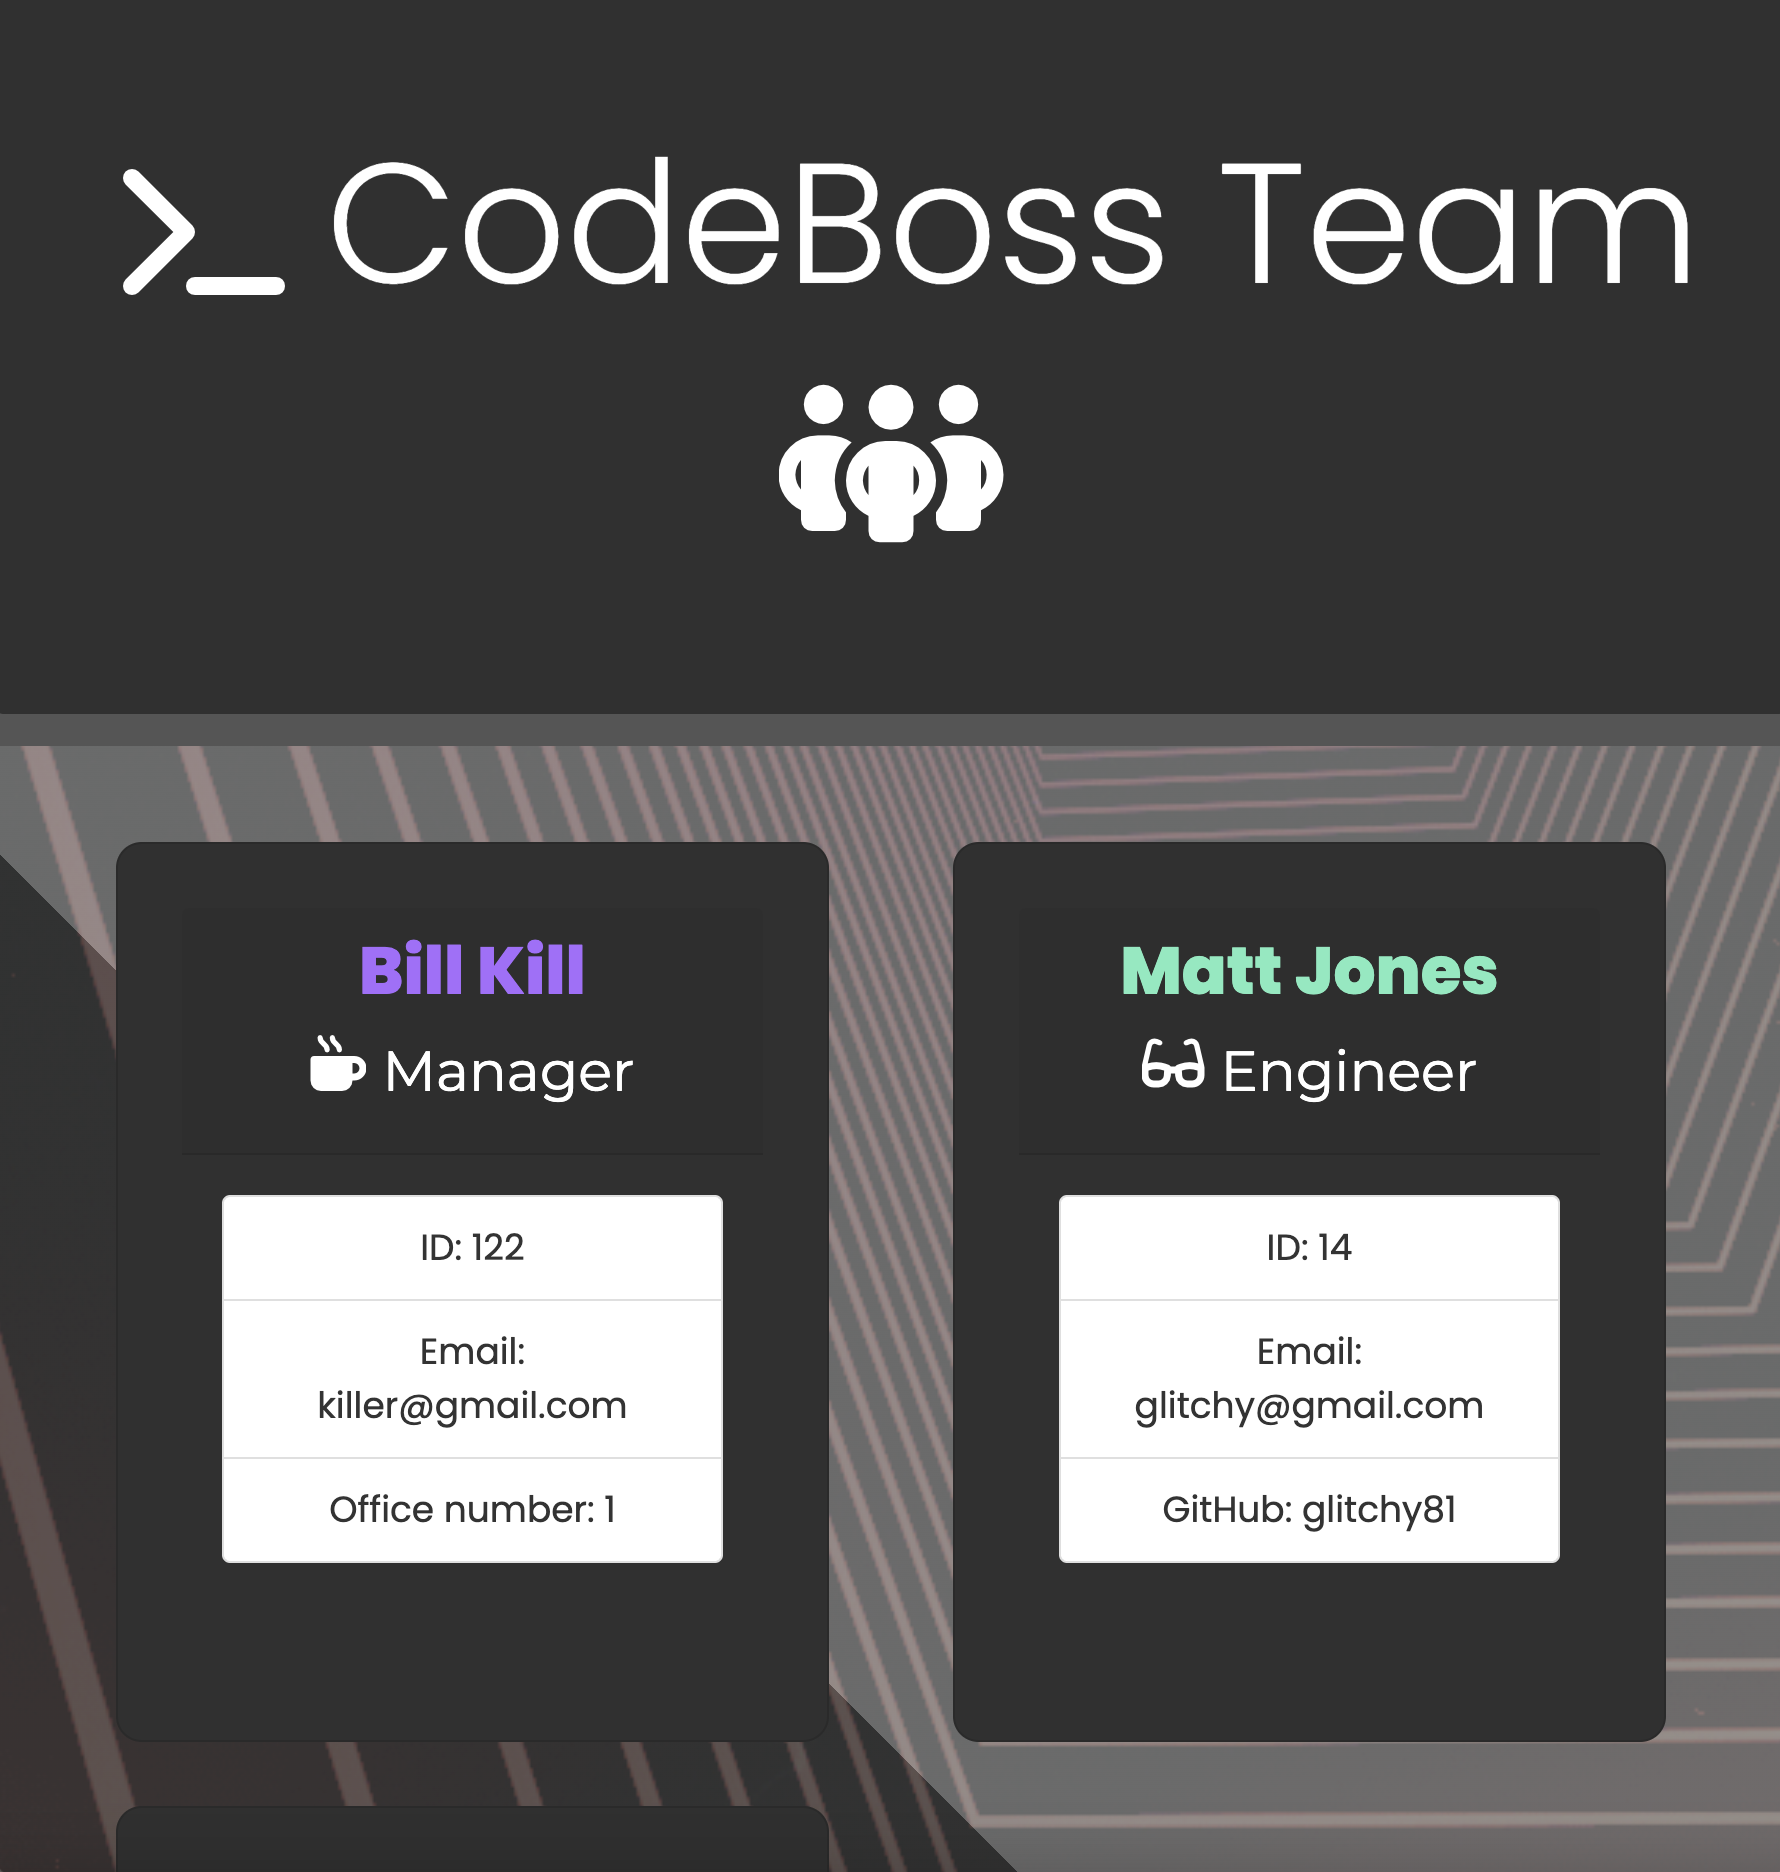 CodeBoss Team
Bill Kill
Manager
ID: 122
Email:
killer@gmail.com
Office number: 1
Matt Jones
Engineer
ID: 14
Email:
glitchy@gmail.com
GitHub: glitchy81